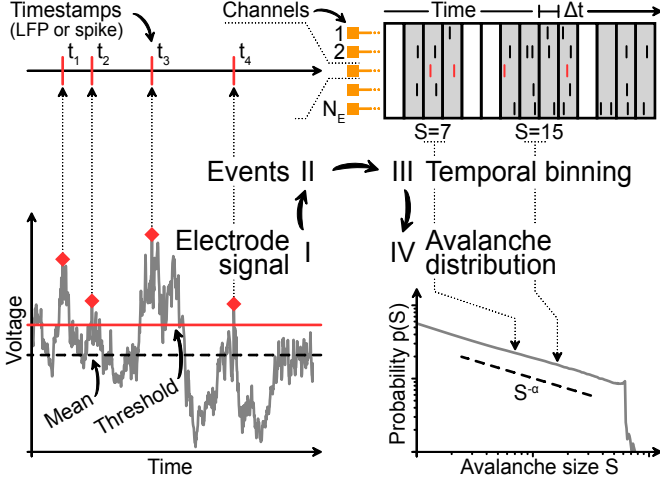 Timestamps
(LFP or spike)
t1 t2 t3 t4
Channels
1
2
NE
Time Δt
S=7 S=15
Events II
III Temporal binning
Electrode
signal I
IV Avalanche
distribution
Voltage
Mean
Threshold
Time
Probability p(S)
S-α
Avalanche size S